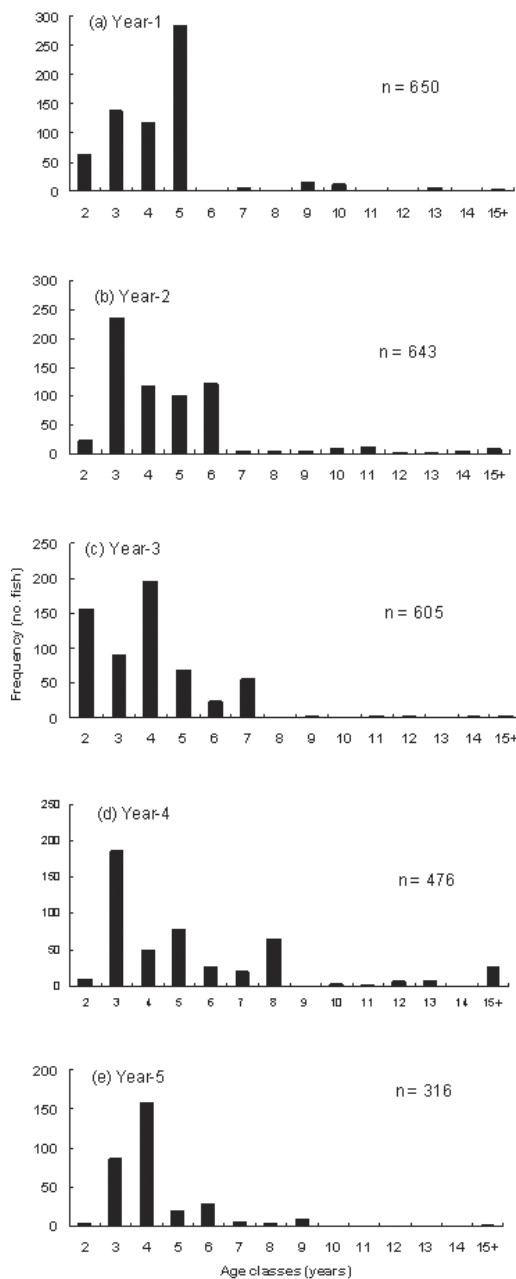 (a) Year-1
n = 650
300
250
200
150
100
50
0
2 3 4 5 6 7 8 9 10 11 12 13 14 15+
(b) Year-2
n = 643
300
250
200
150
100
50
0
2 3 4 5 6 7 8 9 10 11 12 13 14 15+
(c) Year-3
n = 605
Frequency (no. fish)
250
200
150
100
50
0
2 3 4 5 6 7 8 9 10 11 12 13 14 15+
(d) Year-4
n = 476
250
200
150
100
50
0
2 3 4 5 6 7 8 9 10 11 12 13 14 15+
(e) Year-5
n = 316
200
150
100
50
0
2 3 4 5 6 7 8 9 10 11 12 13 14 15+
Age classes (years)